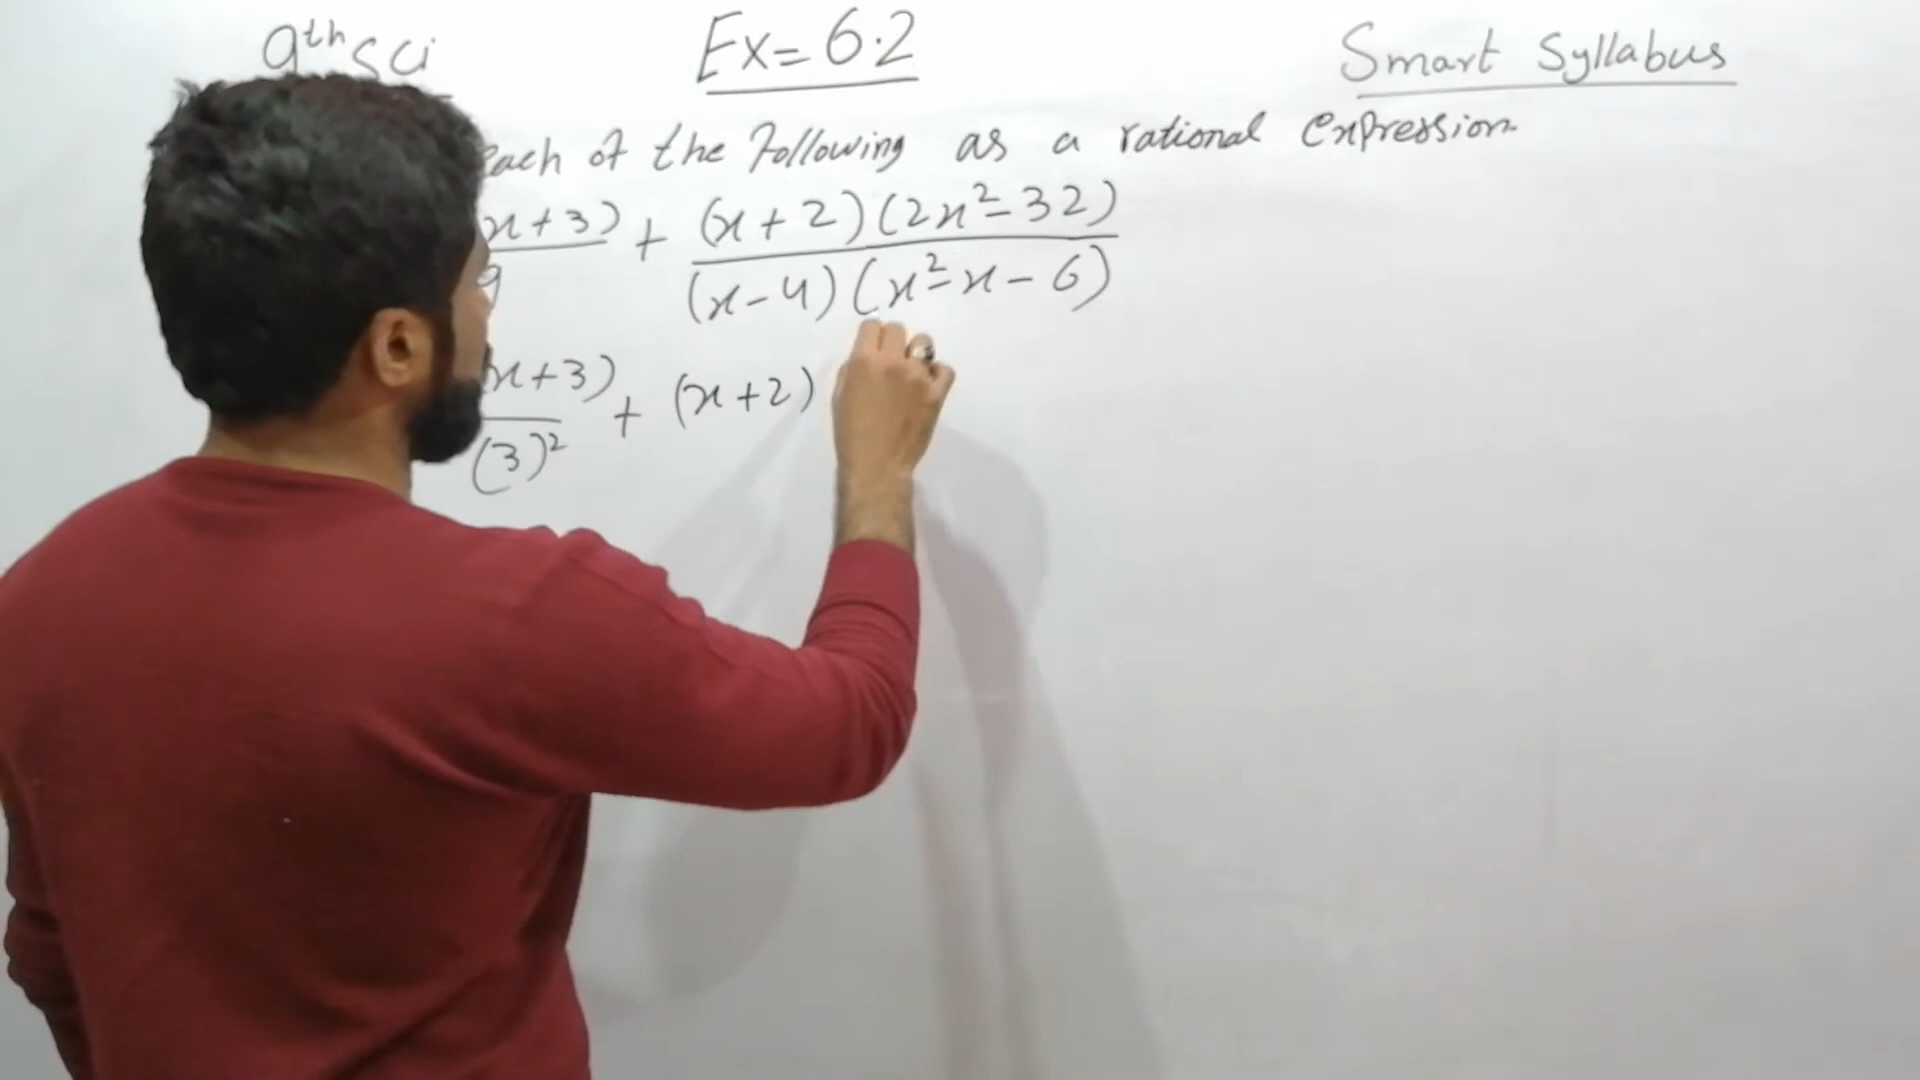 9th Sci Ex= 6.2 Smart Syllabus
each of the following as a rational expression.
x+3) + (x+2)(2x²-32)
9 (x-4)(x²-x-6)
x+3) + (x+2)
(3)²